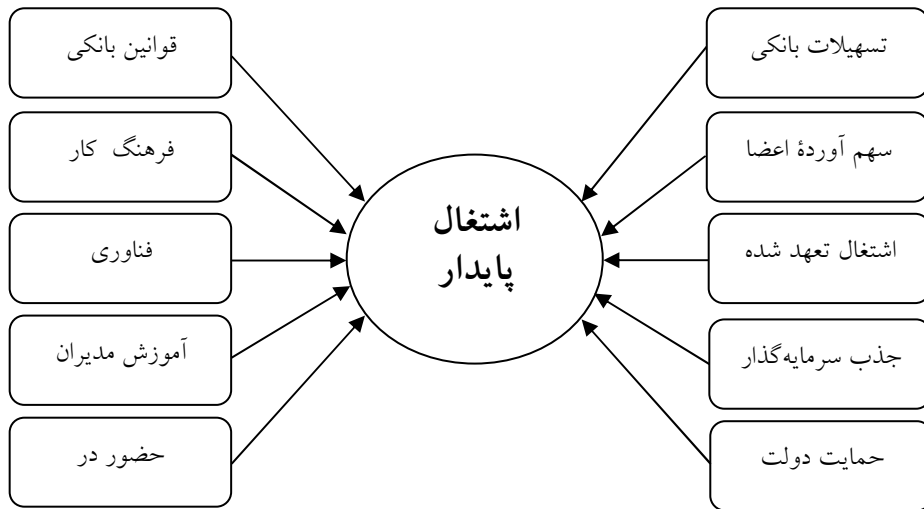 تسهیلات بانکی
سهم آوردۀ اعضا
اشتغال تعهد شده
جذب سرمایه‌گذار
حمایت دولت
اشتغال
پایدار
قوانین بانکی
فرهنگ کار
فناوری
آموزش مدیران
حضور در